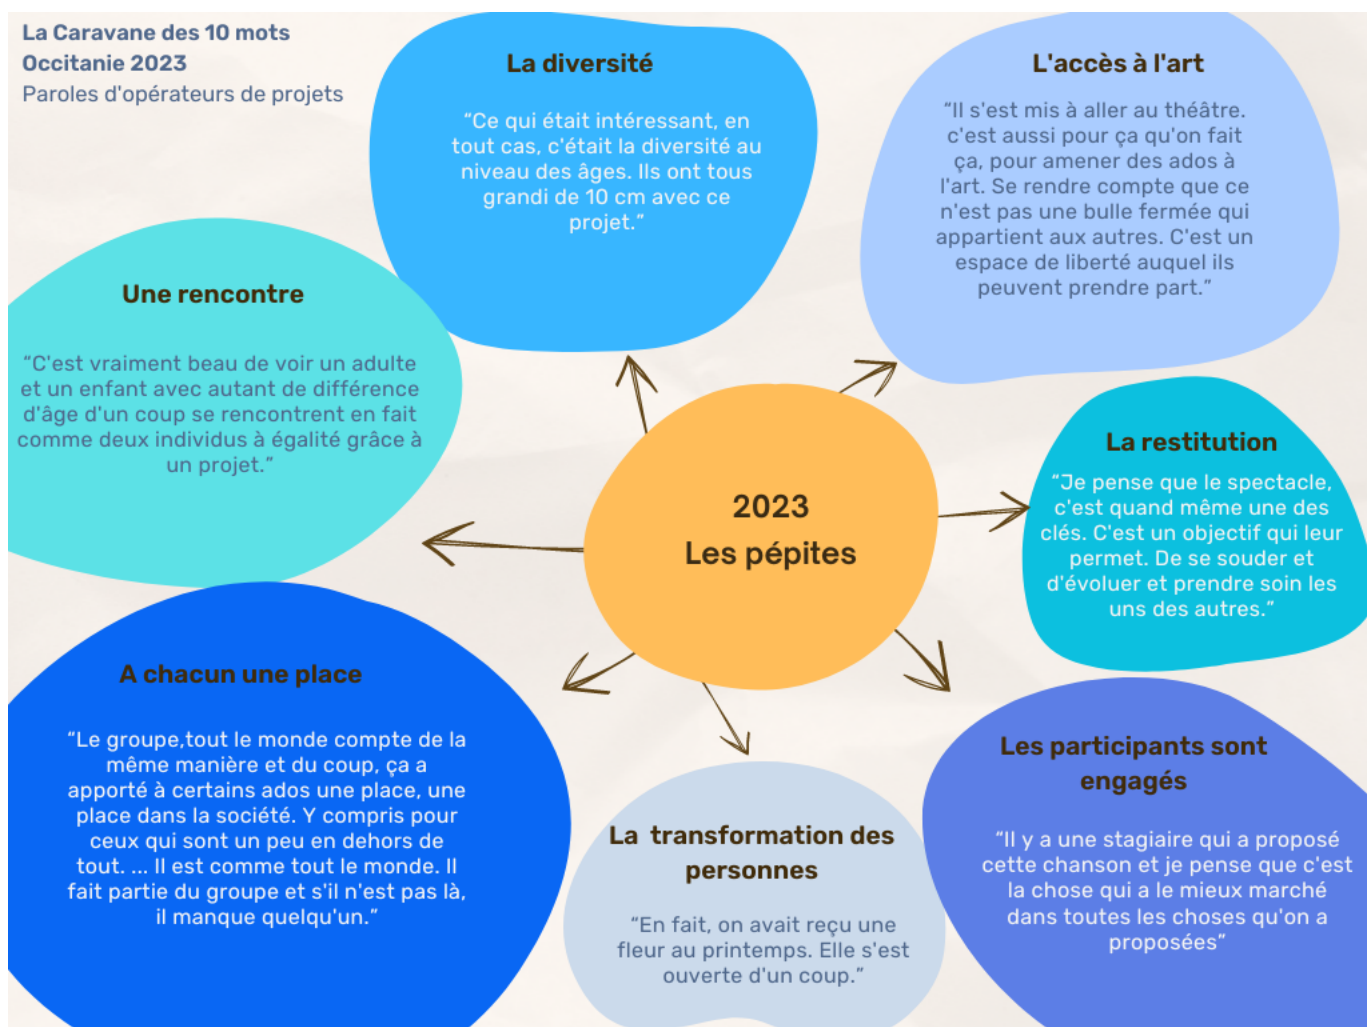 La Caravane des 10 mots
Occitanie 2023
Paroles d'opérateurs de projets
La diversité
“Ce qui était intéressant, en
tout cas, c'était la diversité au
niveau des âges. Ils ont tous
grandi de 10 cm avec ce
projet.”
L'accès à l'art
“Il s'est mis à aller au théâtre.
c'est aussi pour ça qu'on fait
ça, pour amener des ados à
l'art. Se rendre compte que ce
n'est pas une bulle fermée qui
appartient aux autres. C'est un
espace de liberté auquel ils
peuvent prendre part.”
Une rencontre
“C'est vraiment beau de voir un adulte
et un enfant avec autant de différence
d'âge d'un coup se rencontrent en fait
comme deux individus à égalité grâce à
un projet.”
La restitution
“Je pense que le spectacle,
c'est quand même une des
clés. C'est un objectif qui leur
permet. De se souder et
d'évoluer et prendre soin les
uns des autres.”
2023
Les pépites
A chacun une place
“Le groupe,tout le monde compte de la
même manière et du coup, ça a
apporté à certains ados une place, une
place dans la société. Y compris pour
ceux qui sont un peu en dehors de
tout. ... Il est comme tout le monde. Il
fait partie du groupe et s'il n'est pas là,
il manque quelqu'un.”
La transformation des
personnes
“En fait, on avait reçu une
fleur au printemps. Elle s'est
ouverte d'un coup.”
Les participants sont
engagés
“Il y a une stagiaire qui a proposé
cette chanson et je pense que c'est
la chose qui a le mieux marché
dans toutes les choses qu'on a
proposées”